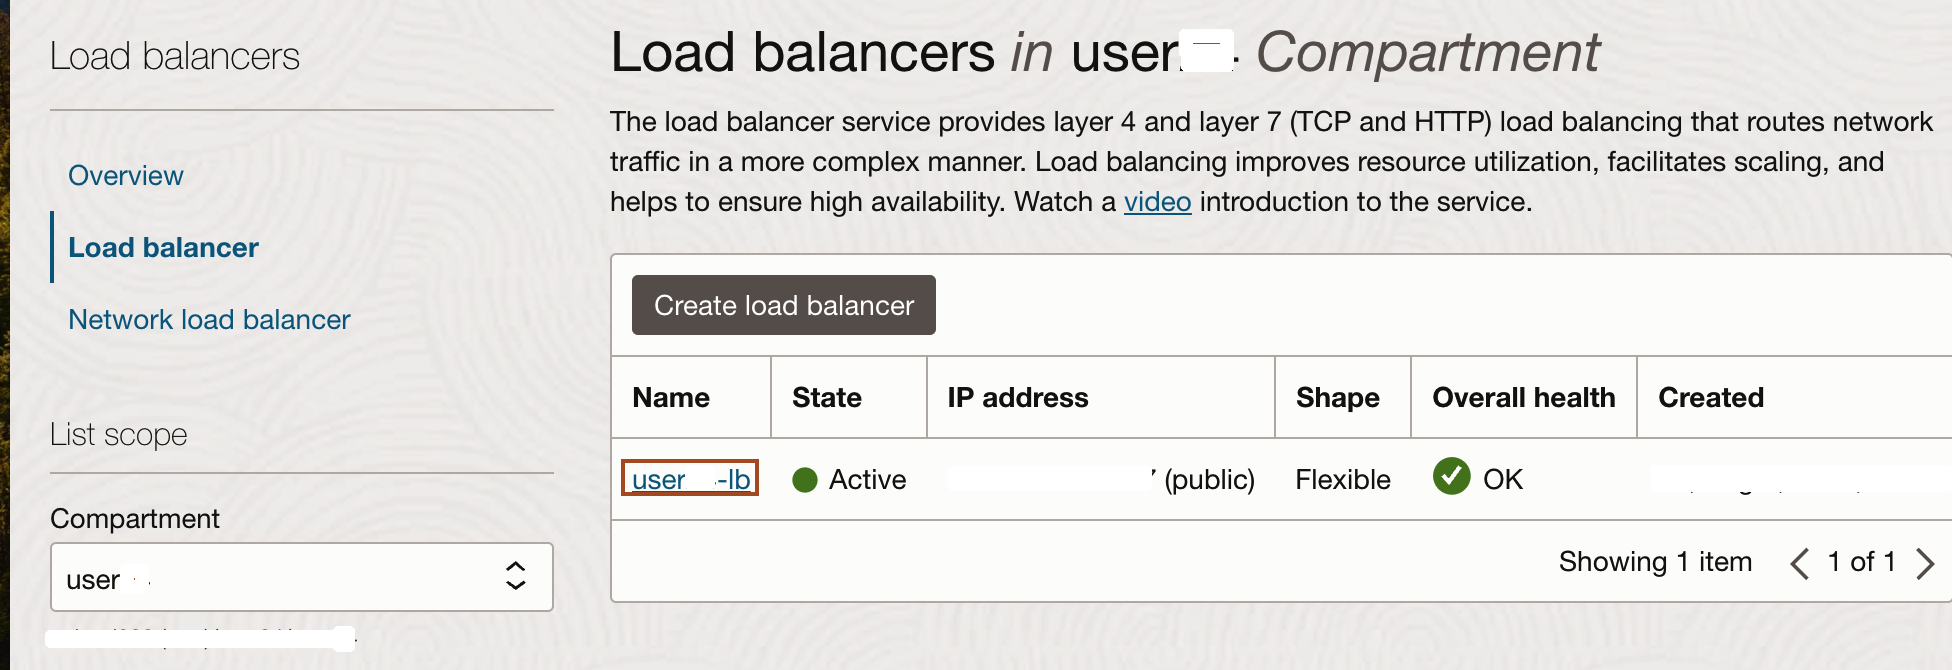 Load balancers
Overview
Load balancer
Network load balancer
List scope
Compartment
user
Load balancers in user Compartment
The load balancer service provides layer 4 and layer 7 (TCP and HTTP) load balancing that routes network
traffic in a more complex manner. Load balancing improves resource utilization, facilitates scaling, and
helps to ensure high availability. Watch a video introduction to the service.
Create load balancer
Name State IP address Shape Overall health Created
user -lb Active (public) Flexible OK
Showing 1 item 1 of 1